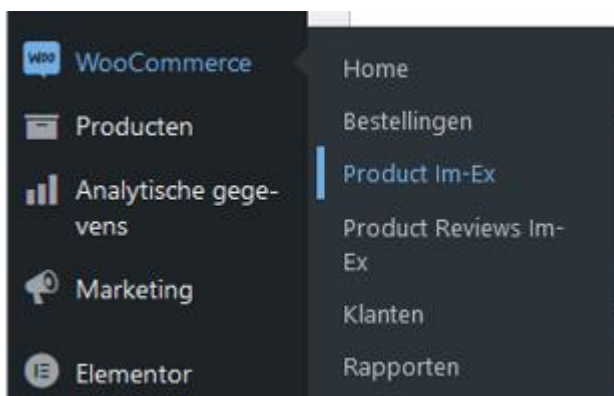 Woo
WooCommerce
Producten
Analytische gege-
vens
Marketing
Elementor
Home
Bestellingen
Product Im-Ex
Product Reviews Im-
Ex
Klanten
Rapporten